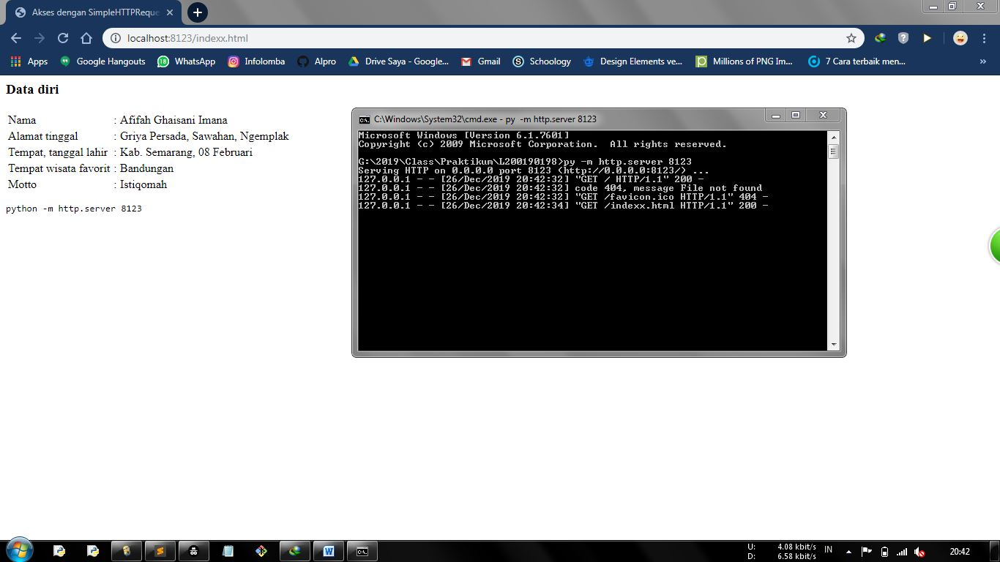 Akses dengan SimpleHTTPReque
localhost:8123/indexx.html
Apps Google Hangouts WhatsApp Infolomba Alpro Drive Saya - Google... Gmail Schoology Design Elements ve... Millions of PNG Im... 7 Cara terbaik men... »
Data diri
Nama : Afifah Ghaisani Imana
Alamat tinggal : Griya Persada, Sawahan, Ngemplak
Tempat, tanggal lahir : Kab. Semarang, 08 Februari
Tempat wisata favorit : Bandungan
Motto : Istiqomah
python -m http.server 8123
C:\Windows\System32\cmd.exe - py  -m http.server 8123
Microsoft Windows [Version 6.1.7601]
Copyright (c) 2009 Microsoft Corporation.  All rights reserved.
G:\2019\Class\Praktikum\L200190198>py -m http.server 8123
Serving HTTP on 0.0.0.0 port 8123 (http://0.0.0.0:8123/) ...
127.0.0.1 - - [26/Dec/2019 20:42:32] "GET / HTTP/1.1" 200 -
127.0.0.1 - - [26/Dec/2019 20:42:32] code 404, message File not found
127.0.0.1 - - [26/Dec/2019 20:42:32] "GET /favicon.ico HTTP/1.1" 404 -
127.0.0.1 - - [26/Dec/2019 20:42:34] "GET /indexx.html HTTP/1.1" 200 -
U: 4.08 kbit/s
D: 6.58 kbit/s
IN
20:42